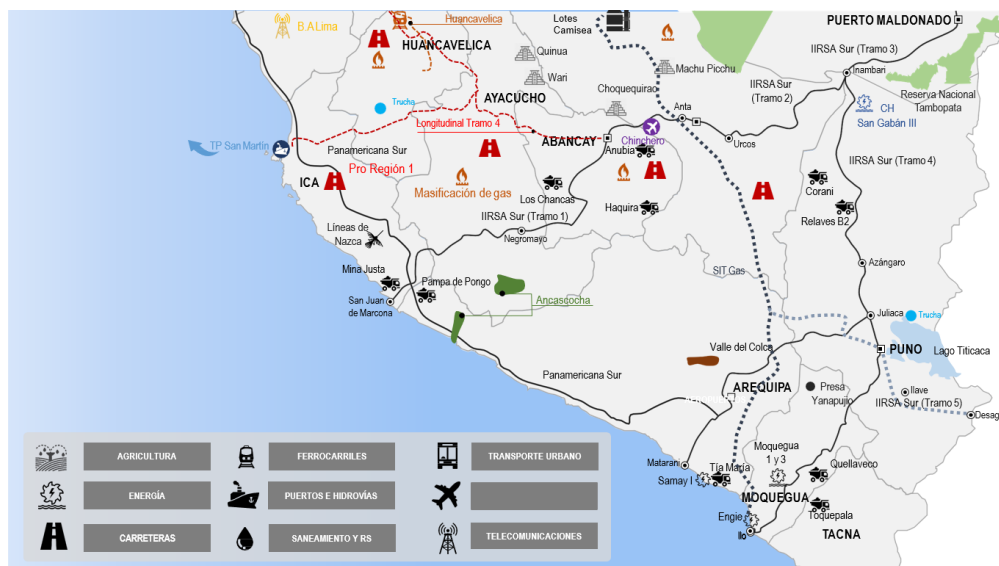 B.A Lima
Huancavelica
HUANCAVELICA
Lotes
Camisea
PUERTO MALDONADO
IIRSA Sur (Tramo 3)
Quinua
Wari
Machu Picchu
Inambari
Reserva Nacional
Tambopata
Choquequirao
IIRSA Sur
(Tramo 2)
Trucha
AYACUCHO
CH
San Gabán III
Longitudinal Tramo 4
Anta
Urcos
TP San Martín
Panamericana Sur
ABANCAY
Chinchero
Anubia
IIRSA Sur (Tramo 4)
Pro Región 1
ICA
Masificación de gas
Los Chancas
Haquira
Corani
Relaves B2
IIRSA Sur (Tramo 1)
Negromayo
Líneas de
Nazca
Mina Justa
Pampa de Pongo
San Juan
de Marcona
Ancascocha
SIT Gas
Azángaro
Juliaca
Trucha
PUNO
Lago Titicaca
Valle del Colca
Panamericana Sur
AREQUIPA
Presa
Yanapujio
Ilave
IIRSA Sur (Tramo 5)
Desag
Matarani
Samay I
Tía María
Moquegua
1 y 3
Quellaveco
MOQUEGUA
Toquepala
Engie
Ilo
TACNA
AGRICULTURA
FERROCARRILES
TRANSPORTE URBANO
ENERGÍA
PUERTOS E HIDROVÍAS
CARRETERAS
SANEAMIENTO Y RS
TELECOMUNICACIONES